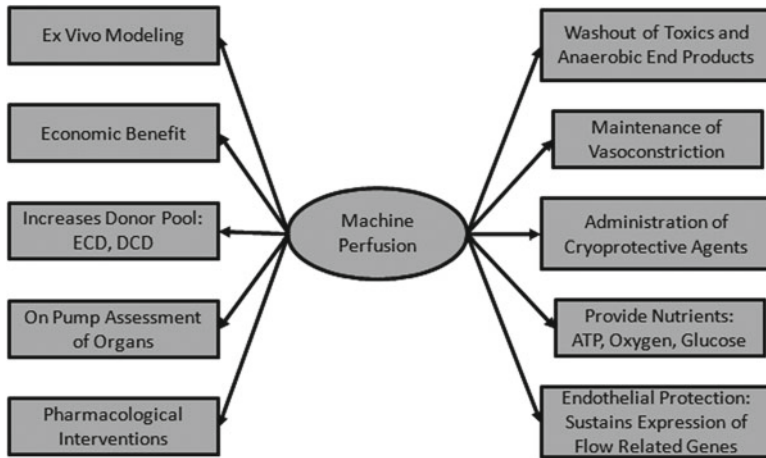 Ex Vivo Modeling
Economic Benefit
Increases Donor Pool:
ECD, DCD
On Pump Assessment
of Organs
Pharmacological
Interventions
Machine
Perfusion
Washout of Toxics and
Anaerobic End Products
Maintenance of
Vasoconstriction
Administration of
Cryoprotective Agents
Provide Nutrients:
ATP, Oxygen, Glucose
Endothelial Protection:
Sustains Expression of
Flow Related Genes